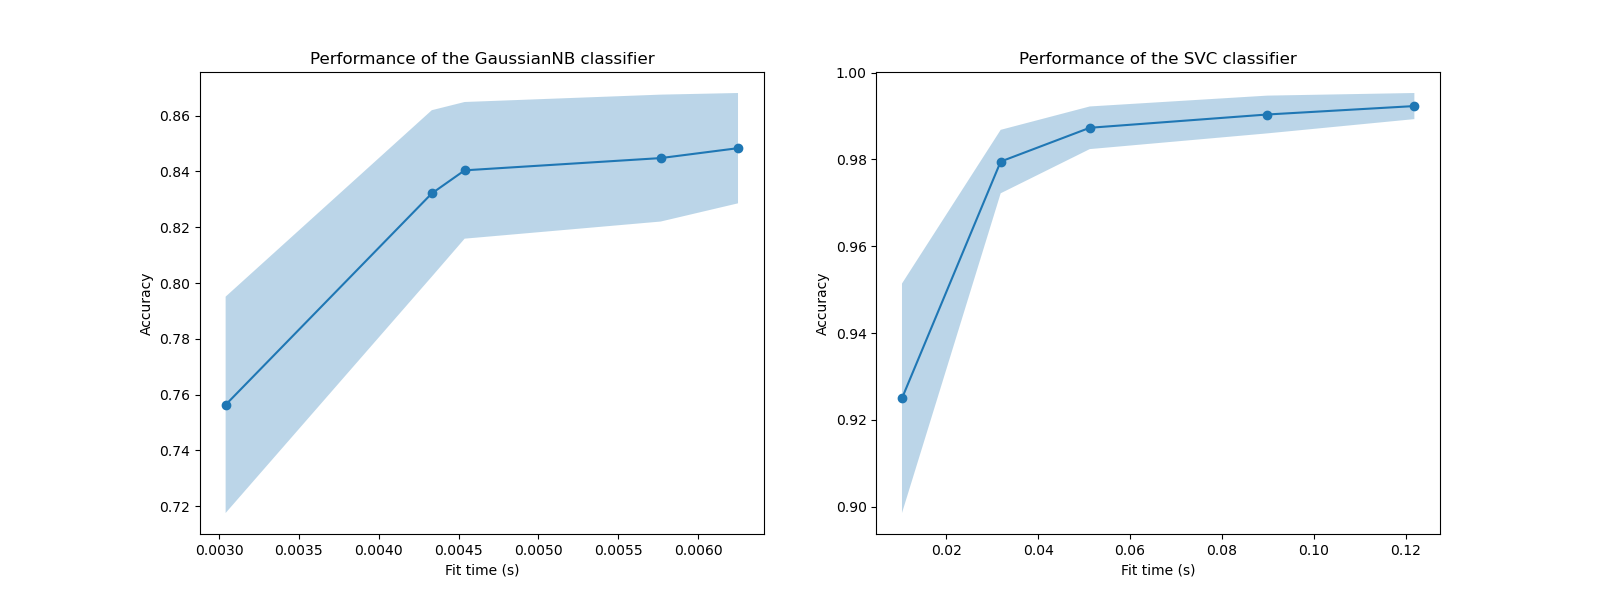 Performance of the GaussianNB classifier
0.86
0.84
0.82
0.80
0.78
0.76
0.74
0.72
Accuracy
0.0030 0.0035 0.0040 0.0045 0.0050 0.0055 0.0060
Fit time (s)
Performance of the SVC classifier
1.00
0.98
0.96
0.94
0.92
0.90
Accuracy
0.02 0.04 0.06 0.08 0.10 0.12
Fit time (s)